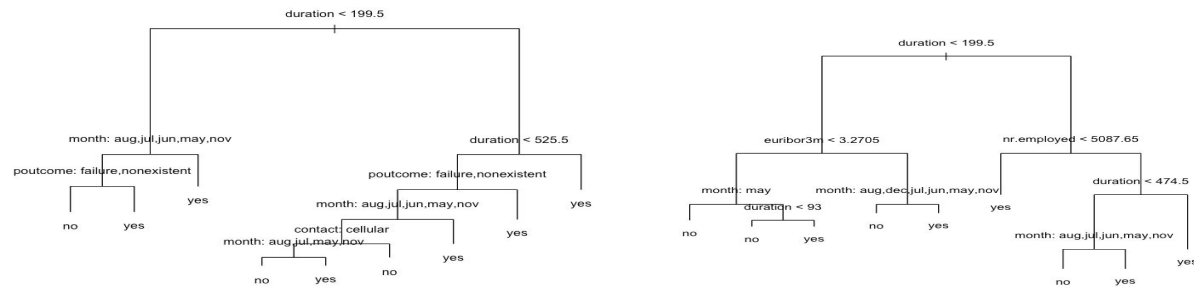 duration < 199.5
month: aug,jul,jun,may,nov
duration < 525.5
poutcome: failure,nonexistent
poutcome: failure,nonexistent
yes
yes
no
yes
month: aug,jul,jun,may,nov
yes
contact: cellular
month: aug,jul,may,nov
yes
no
no
yes
duration < 199.5
euribor3m < 3.2705
nr.employed < 5087.65
month: may
month: aug,dec,jul,jun,may,nov
duration < 474.5
duration < 93
yes
no
no
yes
no
yes
month: aug,jul,jun,may,nov
yes
no
yes